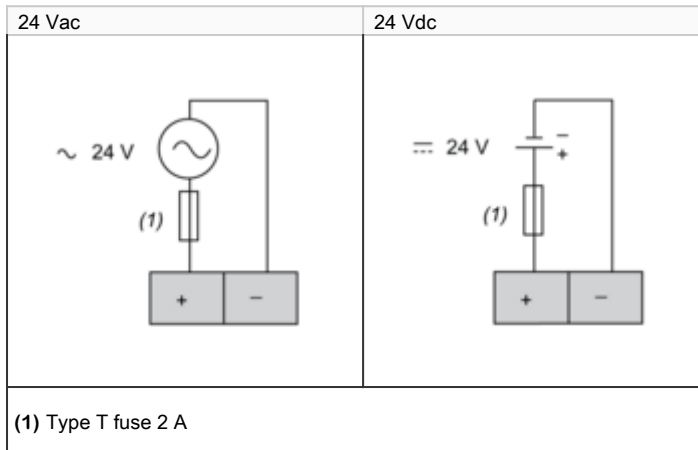 24 Vac
24 Vdc
~ 24 V
(1)
+ −
⎓ 24 V
−
+
(1)
+ −
(1) Type T fuse 2 A